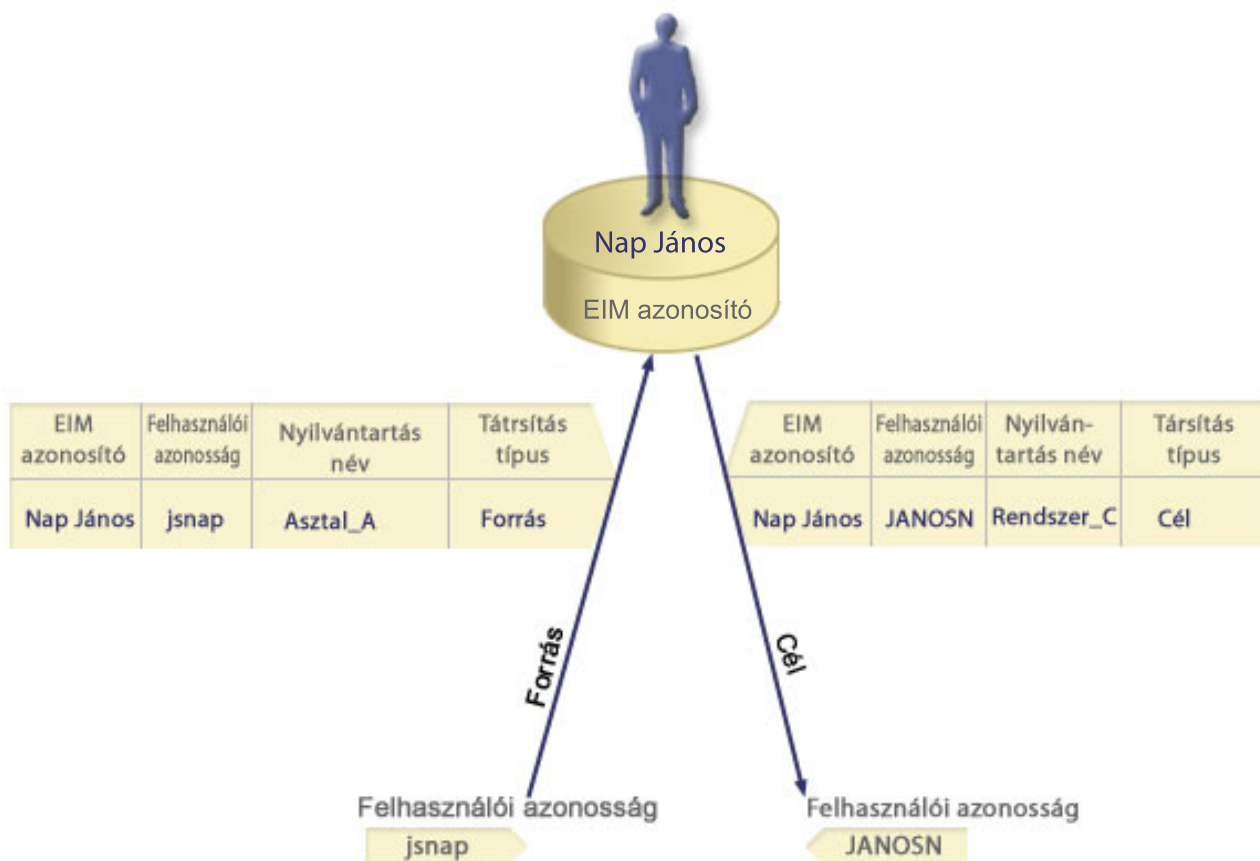 Nap János
EIM azonosító
EIM azonosító
Felhasználói azonosság
Nyilvántartás név
Tátrsítás típus
Nap János
jsnap
Asztal_A
Forrás
EIM azonosító
Felhasználói azonosság
Nyilván-
tartás név
Társítás típus
Nap János
JANOSN
Rendszer_C
Cél
Forrás
Cél
Felhasználói azonosság
jsnap
Felhasználói azonosság
JANOSN